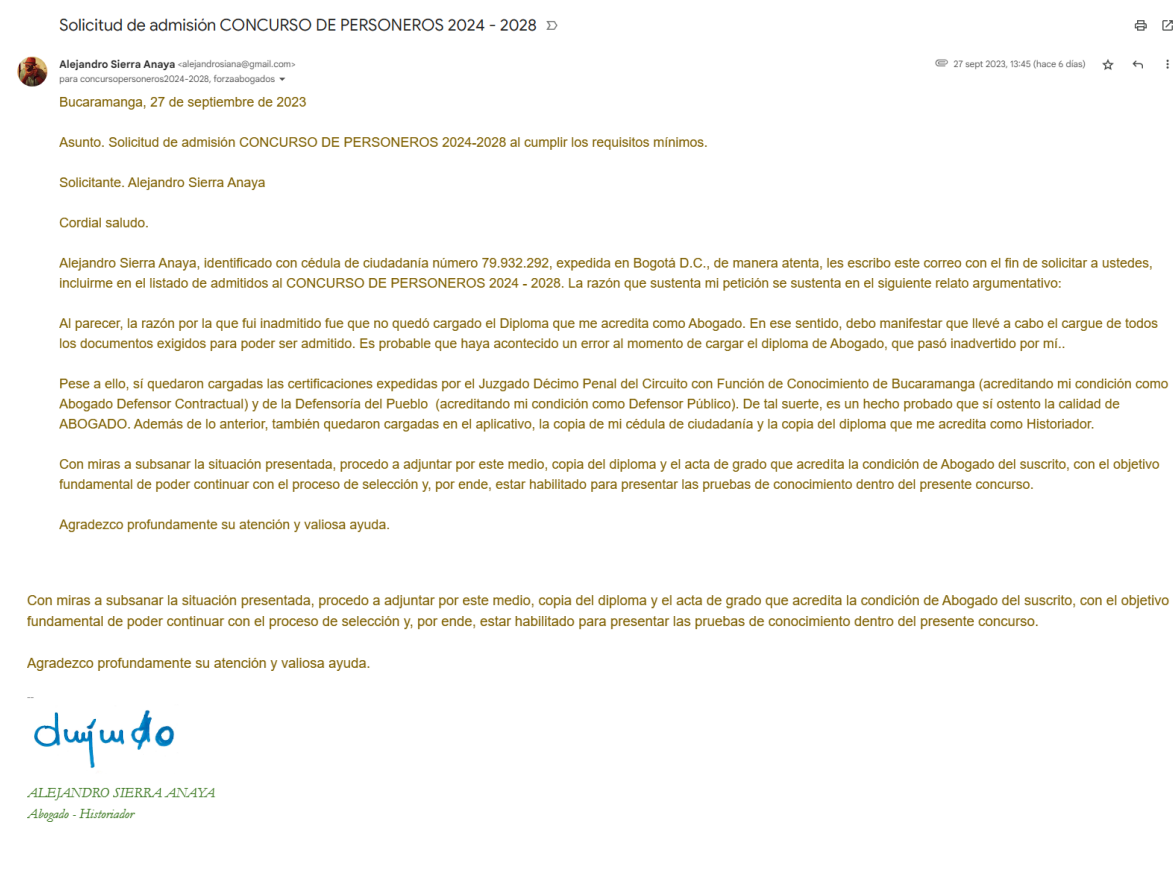 Solicitud de admisión CONCURSO DE PERSONEROS 2024 - 2028
Alejandro Sierra Anaya <alejandrosiana@gmail.com>
27 sept 2023, 13:45 (hace 6 días)
para concursopersoneros2024-2028, forzaabogados
Bucaramanga, 27 de septiembre de 2023
Asunto. Solicitud de admisión CONCURSO DE PERSONEROS 2024-2028 al cumplir los requisitos mínimos.
Solicitante. Alejandro Sierra Anaya
Cordial saludo.
Alejandro Sierra Anaya, identificado con cédula de ciudadanía número 79.932.292, expedida en Bogotá D.C., de manera atenta, les escribo este correo con el fin de solicitar a ustedes,
incluirme en el listado de admitidos al CONCURSO DE PERSONEROS 2024 - 2028. La razón que sustenta mi petición se sustenta en el siguiente relato argumentativo:
Al parecer, la razón por la que fui inadmitido fue que no quedó cargado el Diploma que me acredita como Abogado. En ese sentido, debo manifestar que llevé a cabo el cargue de todos
los documentos exigidos para poder ser admitido. Es probable que haya acontecido un error al momento de cargar el diploma de Abogado, que pasó inadvertido por mí..
Pese a ello, sí quedaron cargadas las certificaciones expedidas por el Juzgado Décimo Penal del Circuito con Función de Conocimiento de Bucaramanga (acreditando mi condición como
Abogado Defensor Contractual) y de la Defensoría del Pueblo (acreditando mi condición como Defensor Público). De tal suerte, es un hecho probado que sí ostento la calidad de
ABOGADO. Además de lo anterior, también quedaron cargadas en el aplicativo, la copia de mi cédula de ciudadanía y la copia del diploma que me acredita como Historiador.
Con miras a subsanar la situación presentada, procedo a adjuntar por este medio, copia del diploma y el acta de grado que acredita la condición de Abogado del suscrito, con el objetivo
fundamental de poder continuar con el proceso de selección y, por ende, estar habilitado para presentar las pruebas de conocimiento dentro del presente concurso.
Agradezco profundamente su atención y valiosa ayuda.
Con miras a subsanar la situación presentada, procedo a adjuntar por este medio, copia del diploma y el acta de grado que acredita la condición de Abogado del suscrito, con el objetivo
fundamental de poder continuar con el proceso de selección y, por ende, estar habilitado para presentar las pruebas de conocimiento dentro del presente concurso.
Agradezco profundamente su atención y valiosa ayuda.
ALEJANDRO SIERRA ANAYA
Abogado - Historiador